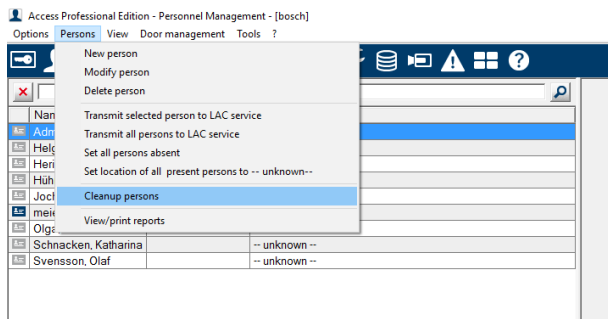 Access Professional Edition - Personnel Management - [bosch]
Options Persons View Door management Tools ?
New person
Modify person
Delete person
Transmit selected person to LAC service
Transmit all persons to LAC service
Set all persons absent
Set location of all present persons to -- unknown--
Cleanup persons
View/print reports
Schnacken, Katharina -- unknown --
Svensson, Olaf -- unknown --